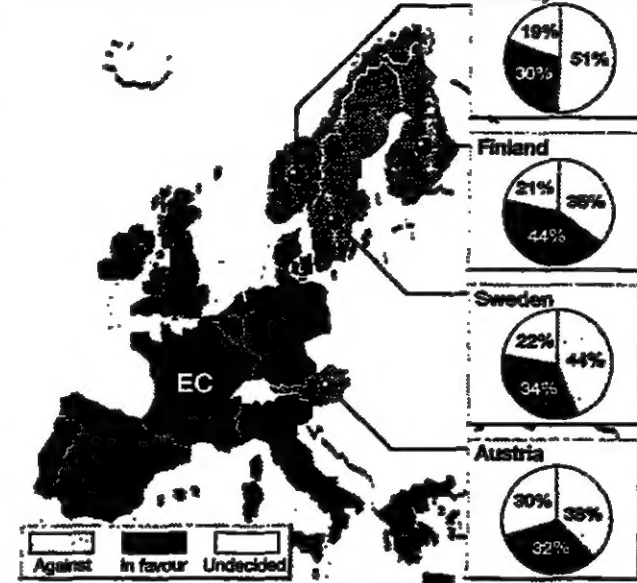 19%
51%
30%
Finland
21%
35%
44%
Sweden
22%
44%
34%
EC
Austria
30%
38%
32%
Against
In favour
Undecided